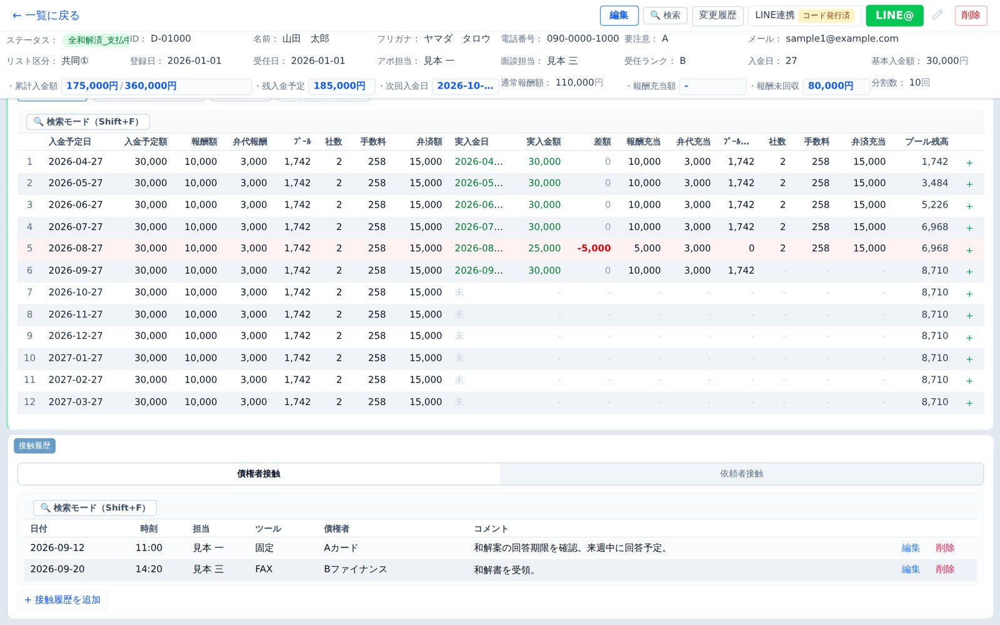 ← 一覧に戻る 編集 🔍 検索 変更履歴 LINE連携 コード発行済 LINE@ 削除
ステータス： 全和解済_支払中 ID： D-01000 名前： 山田　太郎 フリガナ： ヤマダ　タロウ 電話番号： 090-0000-1000 要注意： A メール： sample1@example.com
リスト区分： 共同① 登録日： 2026-01-01 受任日： 2026-01-01 アポ担当： 見本 一 面談担当： 見本 三 受任ランク： B 入金日： 27 基本入金額： 30,000円
・累計入金額 175,000円/360,000円 ・残入金予定 185,000円 ・次回入金日 2026-10-... 通常報酬額： 110,000円 ・報酬充当額 - ・報酬未回収 80,000円 分割数： 10回
🔍 検索モード（Shift+F）
入金予定日 入金予定額 報酬額 弁代報酬 ﾌﾟｰﾙ 社数 手数料 弁済額 実入金日 実入金額 差額 報酬充当 弁代充当 ﾌﾟｰﾙ... 社数 手数料 弁済充当 プール残高
1 2026-04-27 30,000 10,000 3,000 1,742 2 258 15,000 2026-04... 30,000 0 10,000 3,000 1,742 2 258 15,000 1,742 +
2 2026-05-27 30,000 10,000 3,000 1,742 2 258 15,000 2026-05... 30,000 0 10,000 3,000 1,742 2 258 15,000 3,484 +
3 2026-06-27 30,000 10,000 3,000 1,742 2 258 15,000 2026-06... 30,000 0 10,000 3,000 1,742 2 258 15,000 5,226 +
4 2026-07-27 30,000 10,000 3,000 1,742 2 258 15,000 2026-07... 30,000 0 10,000 3,000 1,742 2 258 15,000 6,968 +
5 2026-08-27 30,000 10,000 3,000 1,742 2 258 15,000 2026-08... 25,000 -5,000 5,000 3,000 0 2 258 15,000 6,968 +
6 2026-09-27 30,000 10,000 3,000 1,742 2 258 15,000 2026-09... 30,000 0 10,000 3,000 1,742 - - - 8,710 +
7 2026-10-27 30,000 10,000 3,000 1,742 2 258 15,000 未 - - - - - - - - 8,710 +
8 2026-11-27 30,000 10,000 3,000 1,742 2 258 15,000 未 - - - - - - - - 8,710 +
9 2026-12-27 30,000 10,000 3,000 1,742 2 258 15,000 未 - - - - - - - - 8,710 +
10 2027-01-27 30,000 10,000 3,000 1,742 2 258 15,000 未 - - - - - - - - 8,710 +
11 2027-02-27 30,000 10,000 3,000 1,742 2 258 15,000 未 - - - - - - - - 8,710 +
12 2027-03-27 30,000 10,000 3,000 1,742 2 258 15,000 未 - - - - - - - - 8,710 +
接触履歴
債権者接触 依頼者接触
🔍 検索モード（Shift+F）
日付 時刻 担当 ツール 債権者 コメント
2026-09-12 11:00 見本 一 固定 Aカード 和解案の回答期限を確認。来週中に回答予定。 編集 削除
2026-09-20 14:20 見本 三 FAX Bファイナンス 和解書を受領。 編集 削除
+ 接触履歴を追加